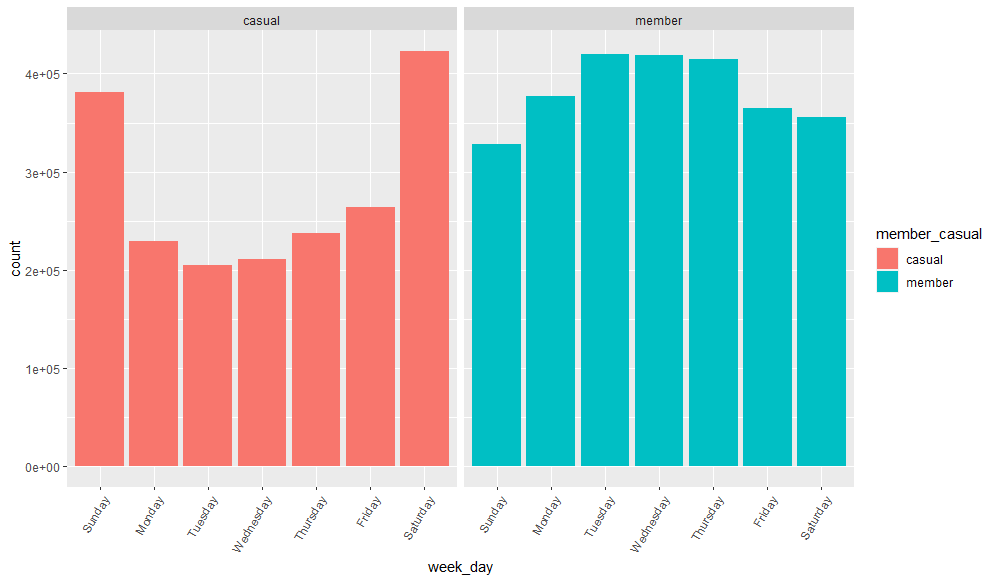 casual
member
count
4e+05
3e+05
2e+05
1e+05
0e+00
Sunday
Monday
Tuesday
Wednesday
Thursday
Friday
Saturday
Sunday
Monday
Tuesday
Wednesday
Thursday
Friday
Saturday
week_day
member_casual
casual
member